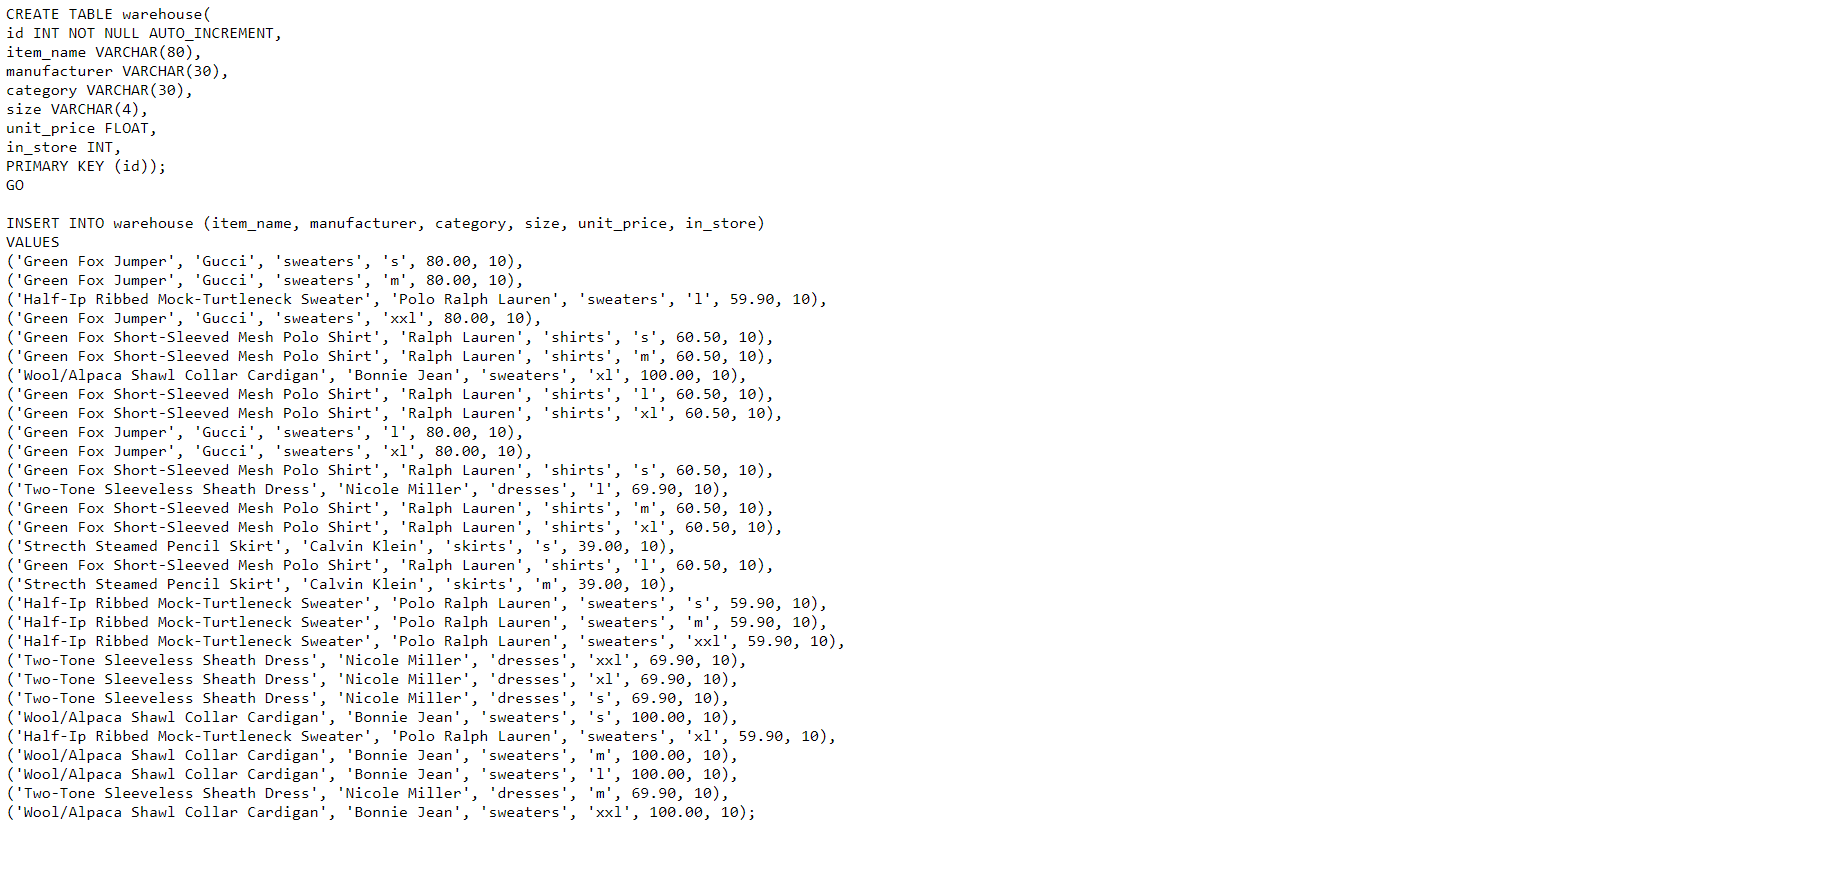 CREATE TABLE warehouse(
id INT NOT NULL AUTO_INCREMENT,
item_name VARCHAR(80),
manufacturer VARCHAR(30),
category VARCHAR(30),
size VARCHAR(4),
unit_price FLOAT,
in_store INT,
PRIMARY KEY (id));
GO
INSERT INTO warehouse (item_name, manufacturer, category, size, unit_price, in_store)
VALUES
('Green Fox Jumper', 'Gucci', 'sweaters', 's', 80.00, 10),
('Green Fox Jumper', 'Gucci', 'sweaters', 'm', 80.00, 10),
('Half-Ip Ribbed Mock-Turtleneck Sweater', 'Polo Ralph Lauren', 'sweaters', 'l', 59.90, 10),
('Green Fox Jumper', 'Gucci', 'sweaters', 'xxl', 80.00, 10),
('Green Fox Short-Sleeved Mesh Polo Shirt', 'Ralph Lauren', 'shirts', 's', 60.50, 10),
('Green Fox Short-Sleeved Mesh Polo Shirt', 'Ralph Lauren', 'shirts', 'm', 60.50, 10),
('Wool/Alpaca Shawl Collar Cardigan', 'Bonnie Jean', 'sweaters', 'xl', 100.00, 10),
('Green Fox Short-Sleeved Mesh Polo Shirt', 'Ralph Lauren', 'shirts', 'l', 60.50, 10),
('Green Fox Short-Sleeved Mesh Polo Shirt', 'Ralph Lauren', 'shirts', 'xl', 60.50, 10),
('Green Fox Jumper', 'Gucci', 'sweaters', 'l', 80.00, 10),
('Green Fox Jumper', 'Gucci', 'sweaters', 'xl', 80.00, 10),
('Green Fox Short-Sleeved Mesh Polo Shirt', 'Ralph Lauren', 'shirts', 's', 60.50, 10),
('Two-Tone Sleeveless Sheath Dress', 'Nicole Miller', 'dresses', 'l', 69.90, 10),
('Green Fox Short-Sleeved Mesh Polo Shirt', 'Ralph Lauren', 'shirts', 'm', 60.50, 10),
('Green Fox Short-Sleeved Mesh Polo Shirt', 'Ralph Lauren', 'shirts', 'xl', 60.50, 10),
('Strecth Steamed Pencil Skirt', 'Calvin Klein', 'skirts', 's', 39.00, 10),
('Green Fox Short-Sleeved Mesh Polo Shirt', 'Ralph Lauren', 'shirts', 'l', 60.50, 10),
('Strecth Steamed Pencil Skirt', 'Calvin Klein', 'skirts', 'm', 39.00, 10),
('Half-Ip Ribbed Mock-Turtleneck Sweater', 'Polo Ralph Lauren', 'sweaters', 's', 59.90, 10),
('Half-Ip Ribbed Mock-Turtleneck Sweater', 'Polo Ralph Lauren', 'sweaters', 'm', 59.90, 10),
('Half-Ip Ribbed Mock-Turtleneck Sweater', 'Polo Ralph Lauren', 'sweaters', 'xxl', 59.90, 10),
('Two-Tone Sleeveless Sheath Dress', 'Nicole Miller', 'dresses', 'xxl', 69.90, 10),
('Two-Tone Sleeveless Sheath Dress', 'Nicole Miller', 'dresses', 'xl', 69.90, 10),
('Two-Tone Sleeveless Sheath Dress', 'Nicole Miller', 'dresses', 's', 69.90, 10),
('Wool/Alpaca Shawl Collar Cardigan', 'Bonnie Jean', 'sweaters', 's', 100.00, 10),
('Half-Ip Ribbed Mock-Turtleneck Sweater', 'Polo Ralph Lauren', 'sweaters', 'xl', 59.90, 10),
('Wool/Alpaca Shawl Collar Cardigan', 'Bonnie Jean', 'sweaters', 'm', 100.00, 10),
('Wool/Alpaca Shawl Collar Cardigan', 'Bonnie Jean', 'sweaters', 'l', 100.00, 10),
('Two-Tone Sleeveless Sheath Dress', 'Nicole Miller', 'dresses', 'm', 69.90, 10),
('Wool/Alpaca Shawl Collar Cardigan', 'Bonnie Jean', 'sweaters', 'xxl', 100.00, 10);